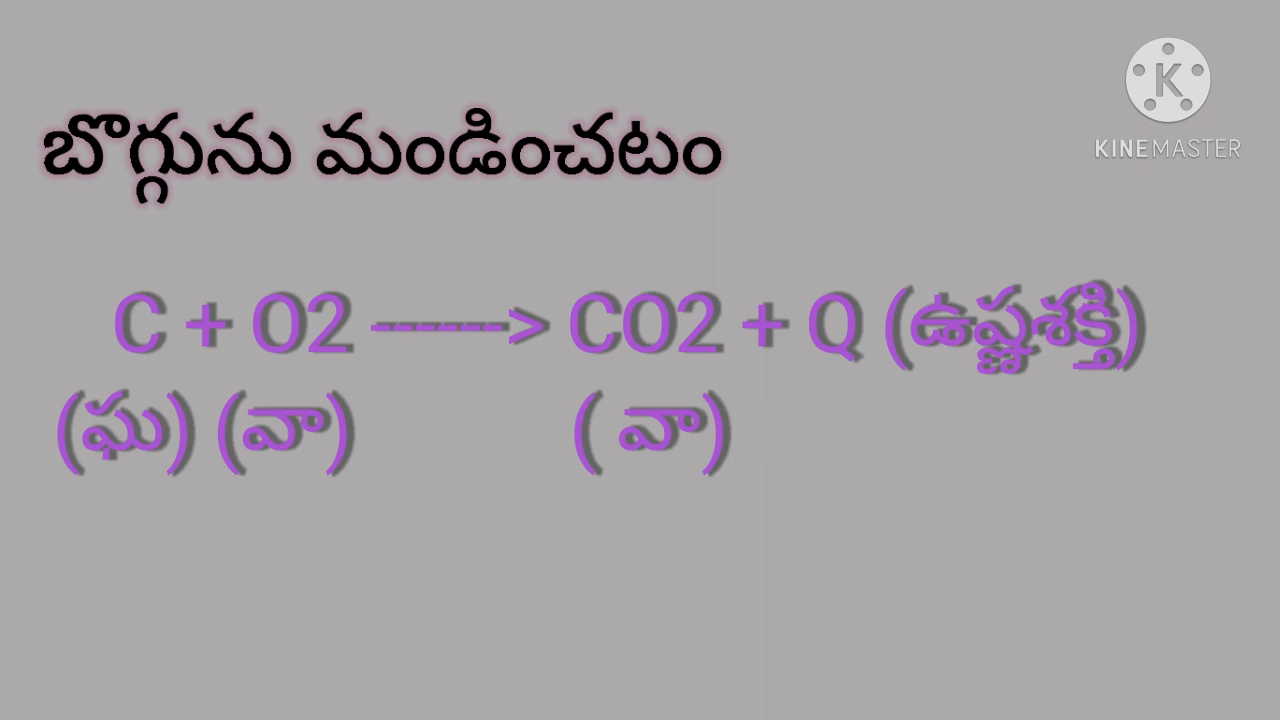 K
KINEMASTER
బొగ్గును మండించటం
C + O2 ------> CO2 + Q (ఉష్ణశక్తి)
(ఘ) (వా) ( వా)